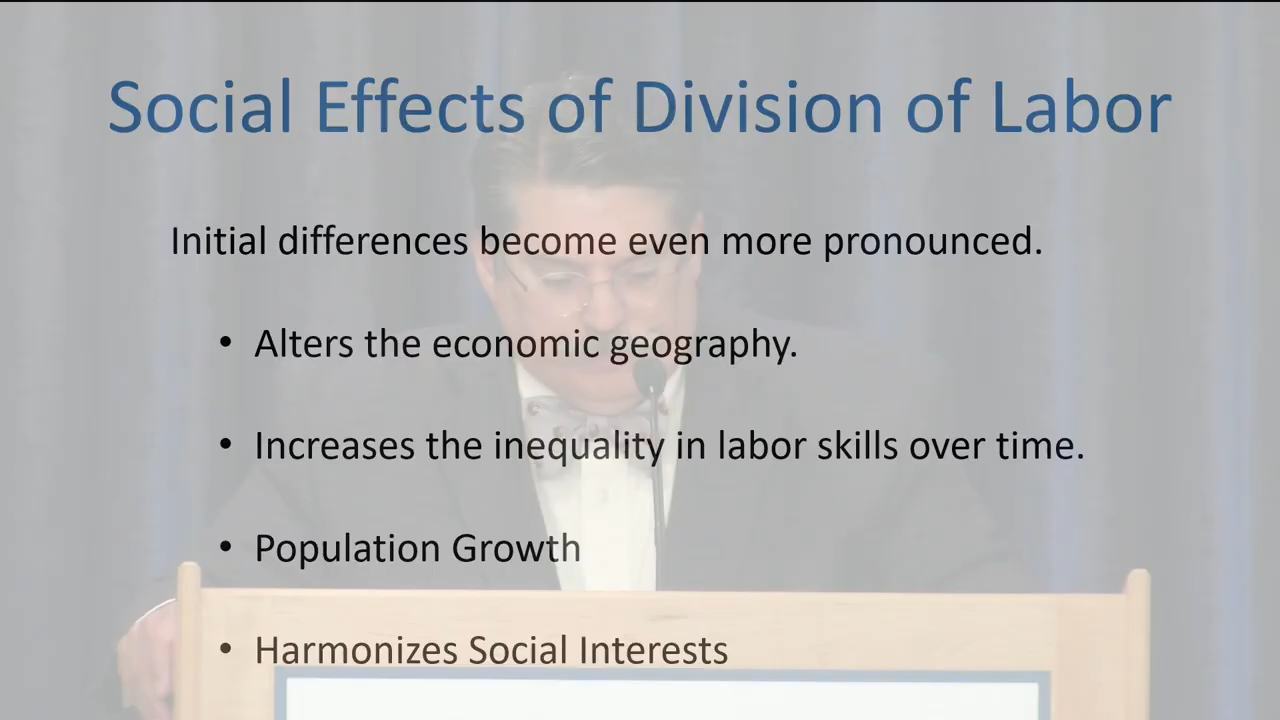 Social Effects of Division of Labor
Initial differences become even more pronounced.
• Alters the economic geography.
• Increases the inequality in labor skills over time.
• Population Growth
• Harmonizes Social Interests